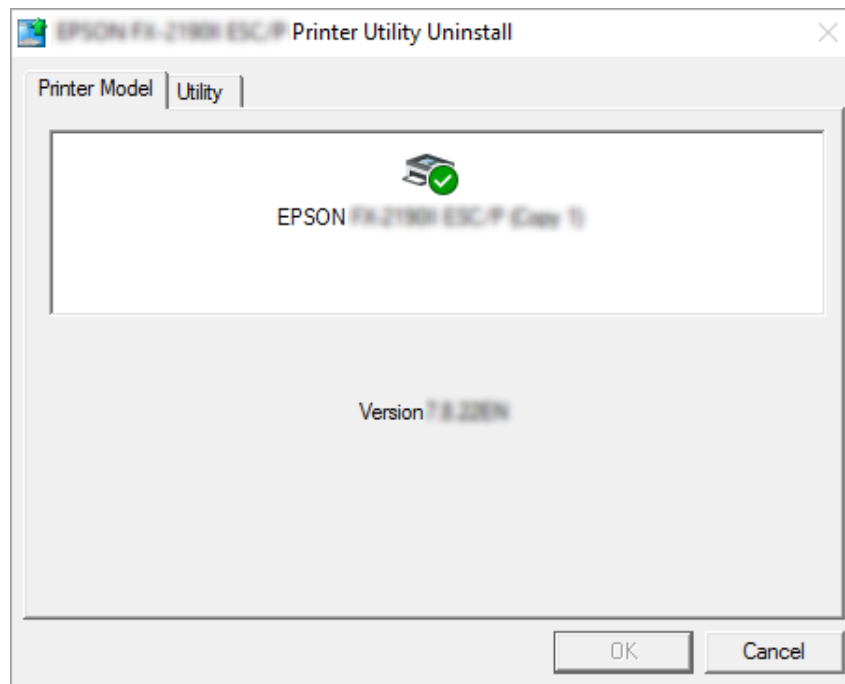 Printer Utility Uninstall
Printer Model
Utility
EPSON
Version
OK
Cancel